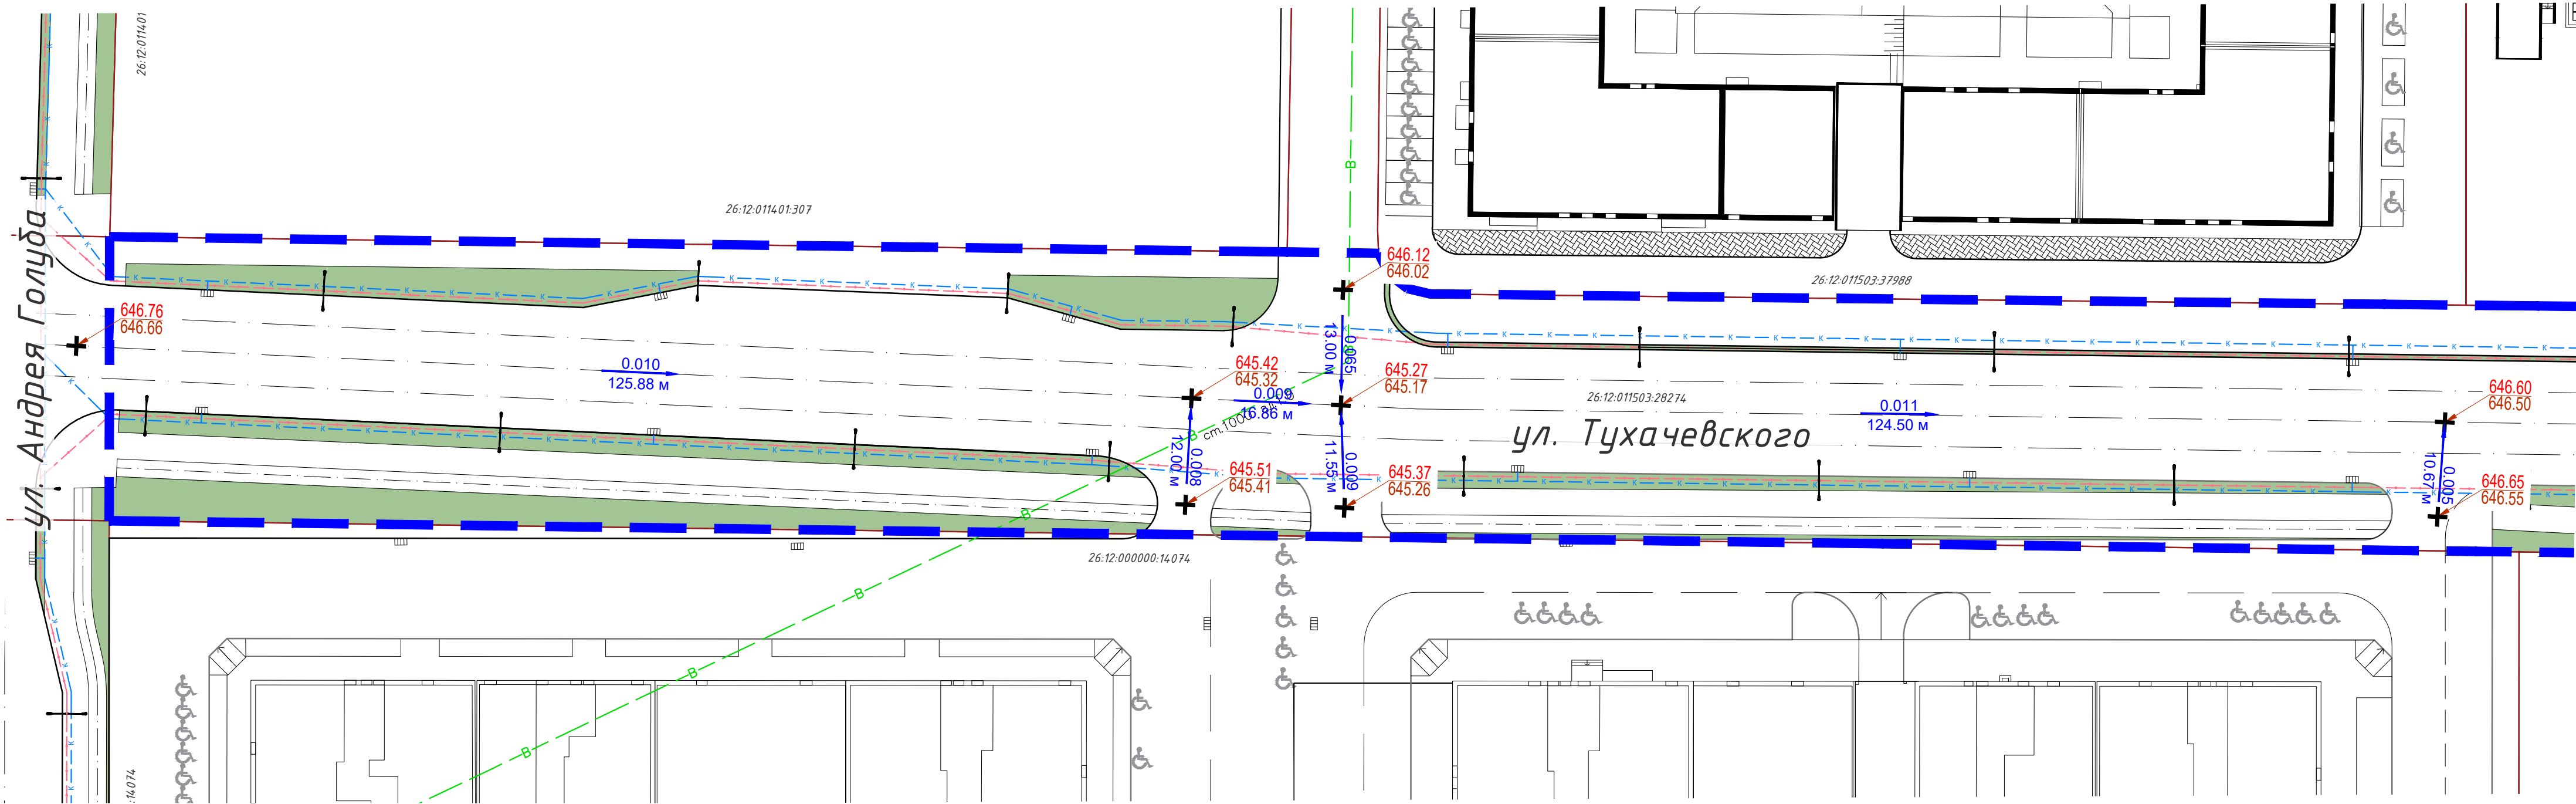 26:12:011401
ул. Андрея Голуба
26:12:011401:307
646.12
646.02
26:12:011503:37988
646.76
646.66
0.010
125.88 м
645.42
645.32
13.00 м
0.065
645.27
645.17
0.009
16.86 м
26:12:011503:28274
ул. Тухачевского
0.011
124.50 м
646.60
646.50
12.00 м
0.008
645.51
645.41
11.55 м
0.009
645.37
645.26
10.67 м
0.005
646.65
646.55
26:12:000000:14074
:14074
В
В
В
В
В
В
к
к
к